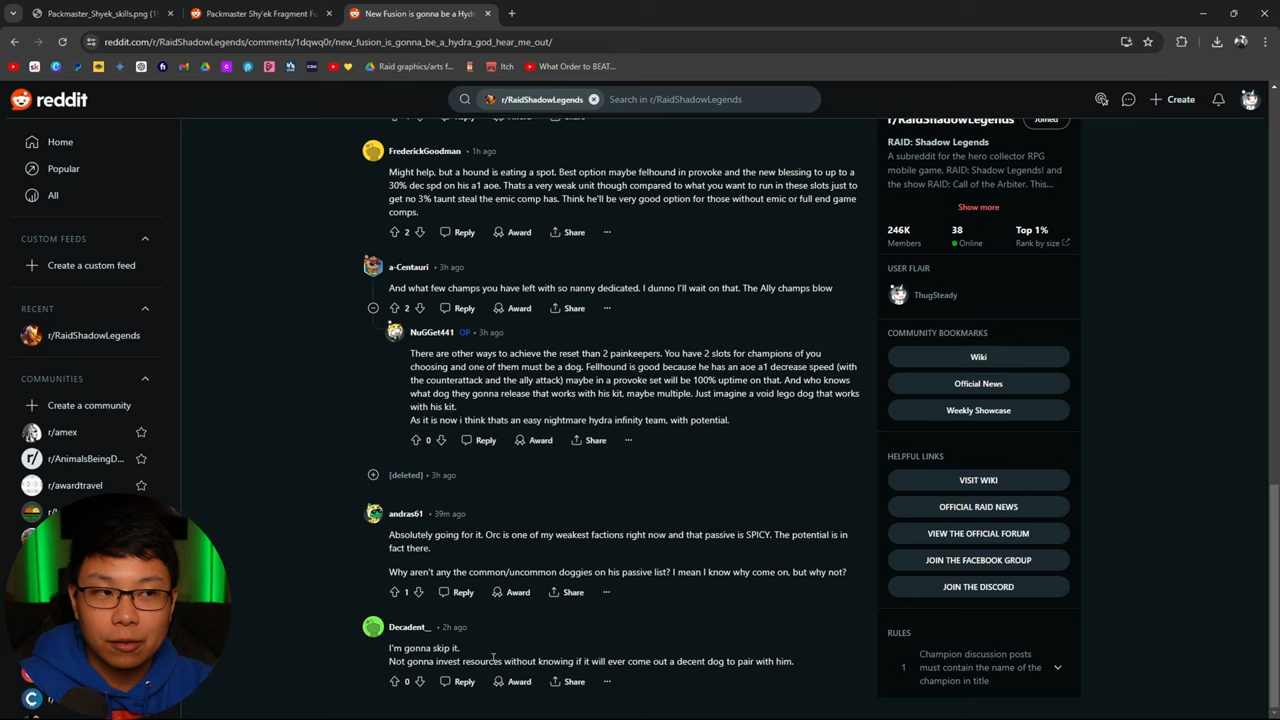 Packmaster_Shyek_skills.png (1
Packmaster Shy'ek Fragment Fu
New Fusion is gonna be a Hydr
reddit.com/r/RaidShadowLegends/comments/1dqwq0r/new_fusion_is_gonna_be_a_hydra_god_hear_me_out/
Raid graphics/arts f...
Itch
What Order to BEAT...
reddit
r/RaidShadowLegends
Search in r/RaidShadowLegends
Create
Home
Popular
All
CUSTOM FEEDS
Create a custom feed
RECENT
r/RaidShadowLegends
COMMUNITIES
Create a community
r/amex
r/AnimalsBeingD...
r/awardtravel
Reply Award Share
FrederickGoodman • 1h ago
Might help, but a hound is eating a spot. Best option maybe felhound in provoke and the new blessing to up to a
30% dec spd on his a1 aoe. Thats a very weak unit though compared to what you want to run in these slots just to
get no 3% taunt steal the emic comp has. Think he'll be very good option for those without emic or full end game
comps.
2 Reply Award Share
a-Centauri • 3h ago
And what few champs you have left with so nanny dedicated. I dunno I'll wait on that. The Ally champs blow
2 Reply Award Share
NuGGet441 OP • 3h ago
There are other ways to achieve the reset than 2 painkeepers. You have 2 slots for champions of you
choosing and one of them must be a dog. Fellhound is good because he has an aoe a1 decrease speed (with
the counterattack and the ally attack) maybe in a provoke set will be 100% uptime on that. And who knows
what dog they gonna release that works with his kit, maybe multiple. Just imagine a void lego dog that works
with his kit.
As it is now i think thats an easy nightmare hydra infinity team, with potential.
0 Reply Award Share
[deleted] • 3h ago
andras61 • 39m ago
Absolutely going for it. Orc is one of my weakest factions right now and that passive is SPICY. The potential is in
fact there.
Why aren't any the common/uncommon doggies on his passive list? I mean I know why come on, but why not?
1 Reply Award Share
Decadent__ • 2h ago
I'm gonna skip it.
Not gonna invest resources without knowing if it will ever come out a decent dog to pair with him.
0 Reply Award Share
r/RaidShadowLegends
Joined
RAID: Shadow Legends
A subreddit for the hero collector RPG
mobile game, RAID: Shadow Legends! and
the show RAID: Call of the Arbiter. This...
Show more
246K 38 Top 1%
Members Online Rank by size
USER FLAIR
ThugSteady
COMMUNITY BOOKMARKS
Wiki
Official News
Weekly Showcase
HELPFUL LINKS
VISIT WIKI
OFFICIAL RAID NEWS
VIEW THE OFFICIAL FORUM
JOIN THE FACEBOOK GROUP
JOIN THE DISCORD
RULES
1 Champion discussion posts
must contain the name of the
champion in title